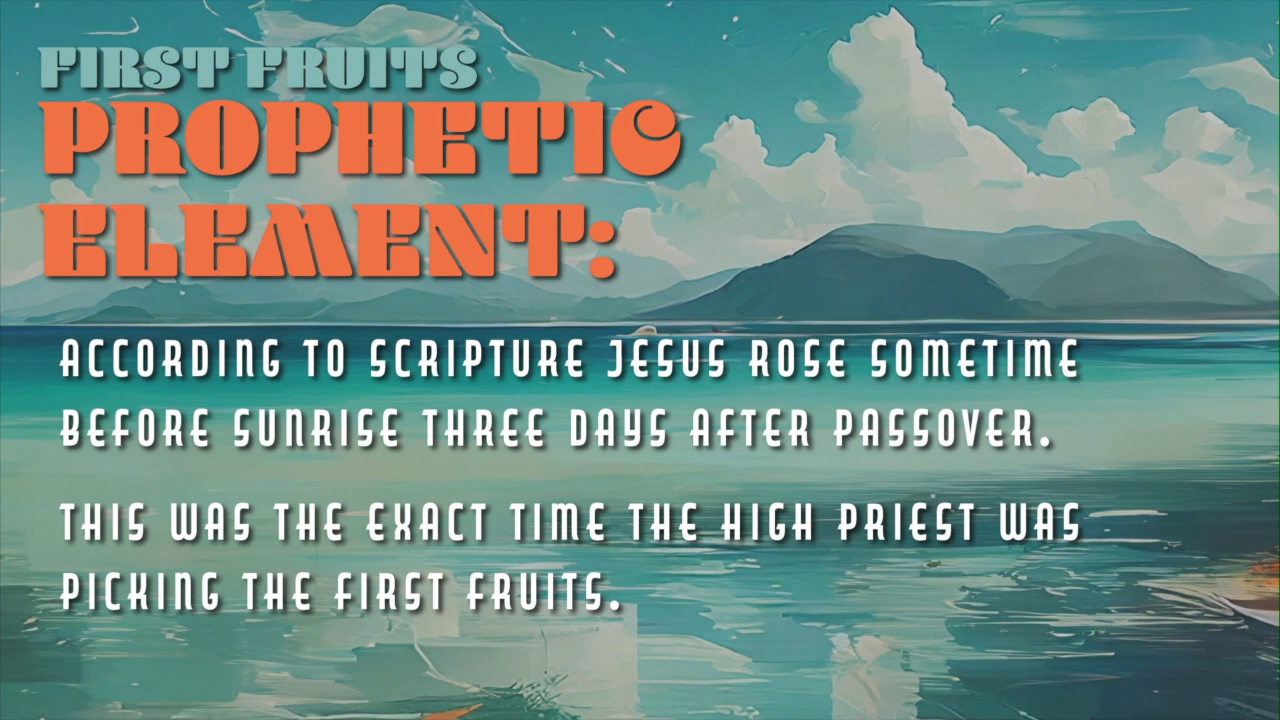 FIRST FRUITS
PROPHETIC
ELEMENT:
ACCORDING TO SCRIPTURE JESUS ROSE SOMETIME
BEFORE SUNRISE THREE DAYS AFTER PASSOVER.
THIS WAS THE EXACT TIME THE HIGH PRIEST WAS
PICKING THE FIRST FRUITS.